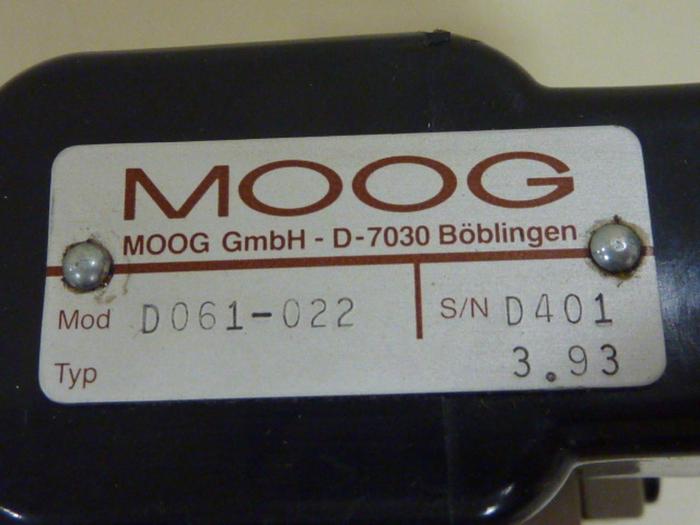 MOOG
MOOG GmbH - D-7030 Böblingen
Mod D061-022 S/N D401
Typ 3.93